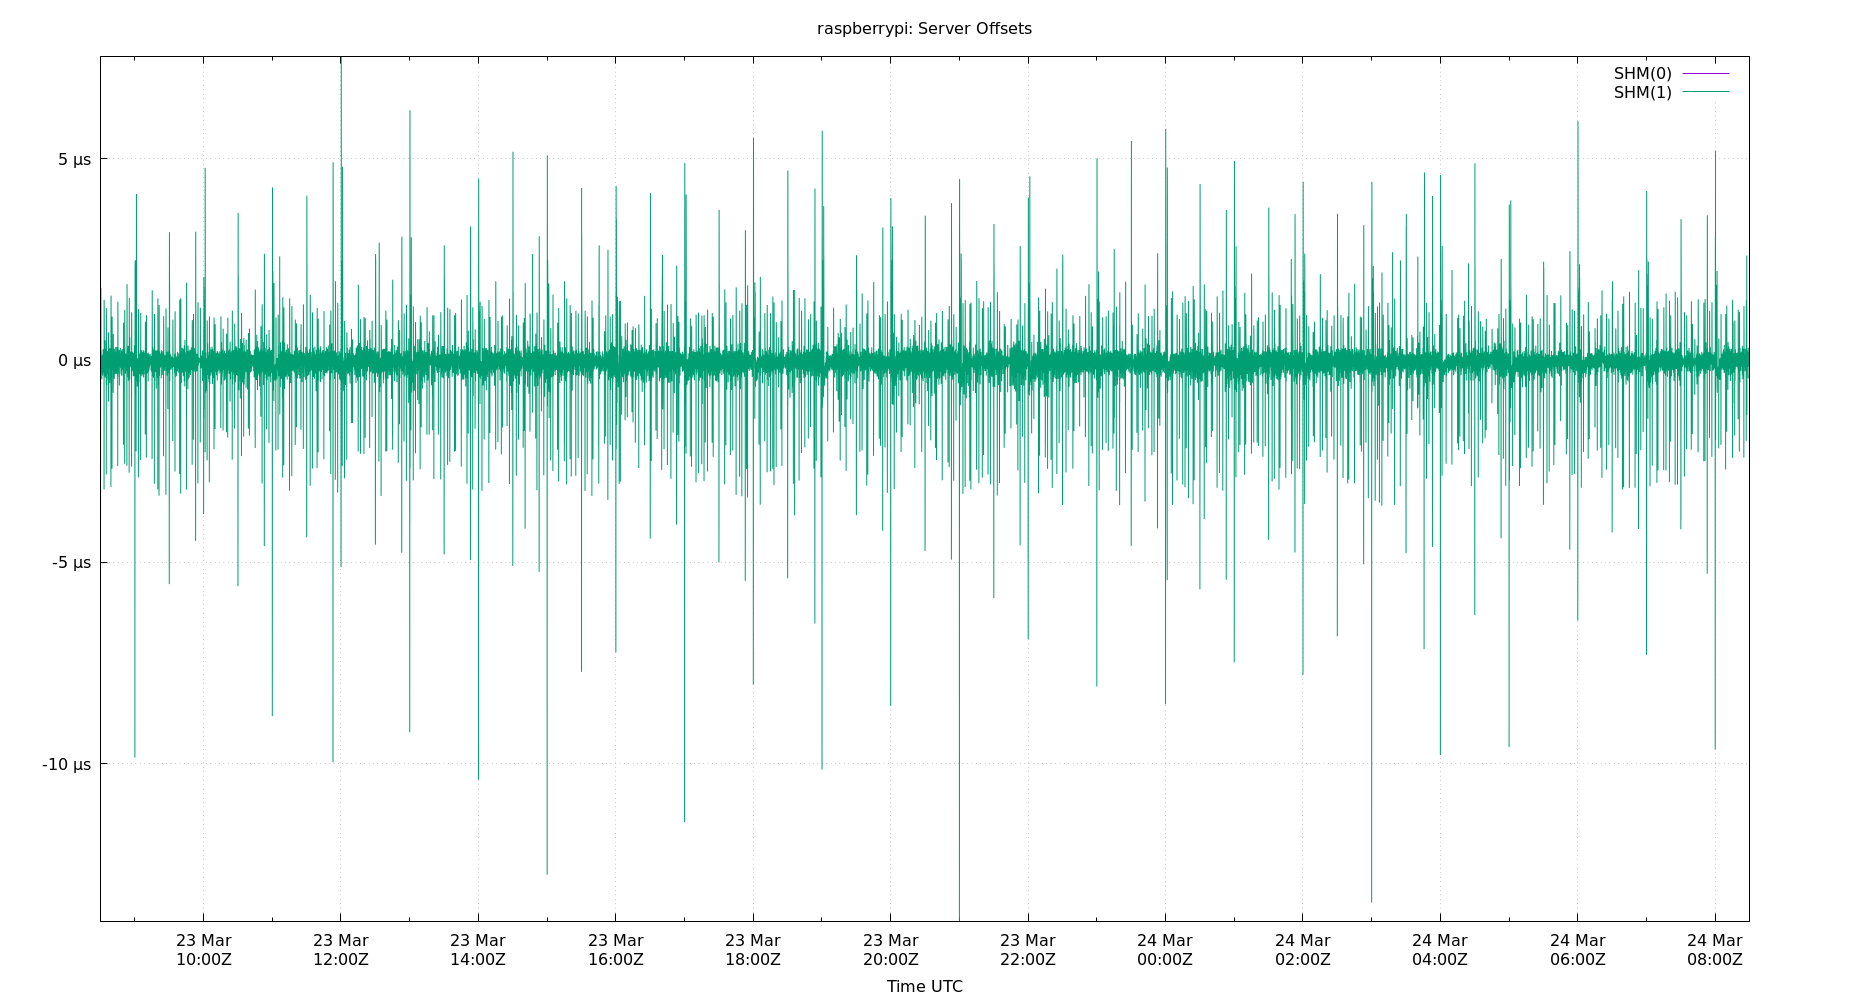 raspberrypi: Server Offsets
SHM(0)
SHM(1)
5 µs
0 µs
-5 µs
-10 µs
23 Mar 23 Mar 23 Mar 23 Mar 23 Mar 23 Mar 23 Mar 24 Mar 24 Mar 24 Mar 24 Mar 24 Mar
10:00Z 12:00Z 14:00Z 16:00Z 18:00Z 20:00Z 22:00Z 00:00Z 02:00Z 04:00Z 06:00Z 08:00Z
Time UTC